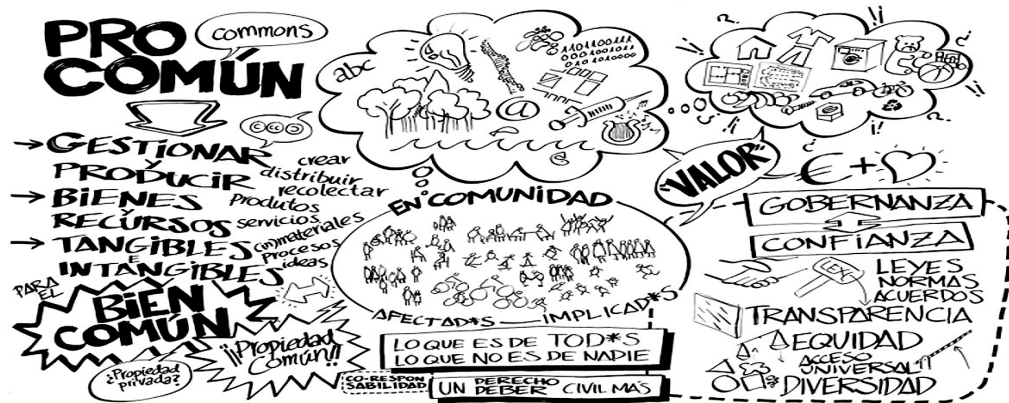 PRO
COMÚN
commons
→ GESTIONAR
Y
PRODUCIR
crear
distribuir
recolectar
→ BIENES
Y
RECURSOS
Produtos
servicios
→ TANGIBLES
E
INTANGIBLES
(inmateriales
procesos
ideas
PARA
EL
BIEN
COMÚN
¿Propiedad
privada?
¡¡Propiedad
Común!!
abc
@
EN COMUNIDAD
AFECTAD*S — IMPLICAD*S
LO QUE ES DE TOD*S
LO QUE NO ES DE NADIE
CO-RESPON
SABILIDAD
UN DERECHO
DEBER CIVIL MÁS
"VALOR"
€ +
GOBERNANZA
CONFIANZA
LEYES
NORMAS
ACUERDOS
TRANSPARENCIA
EQUIDAD
ACCESO
UNIVERSAL
DIVERSIDAD